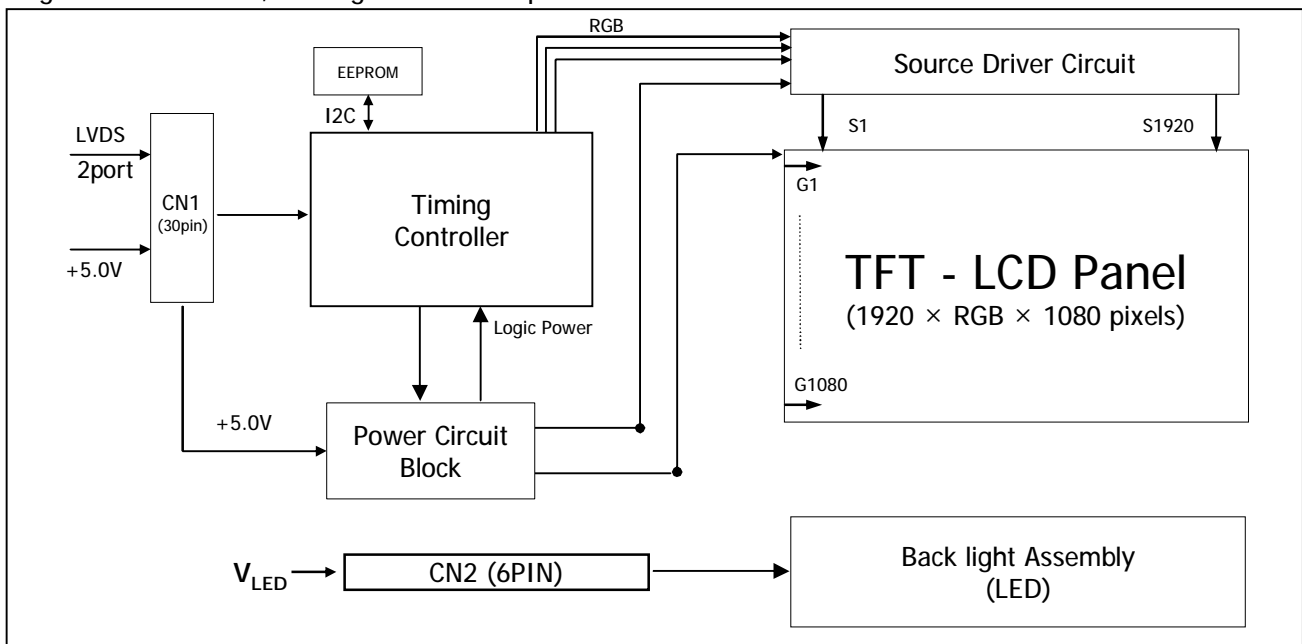 RGB
EEPROM
Source Driver Circuit
I2C
LVDS
2port
S1
S1920
CN1
(30pin)
G1
Timing
Controller
+5.0V
TFT - LCD Panel
(1920 × RGB × 1080 pixels)
Logic Power
G1080
+5.0V
Power Circuit
Block
Back light Assembly
(LED)
VLED
CN2 (6PIN)